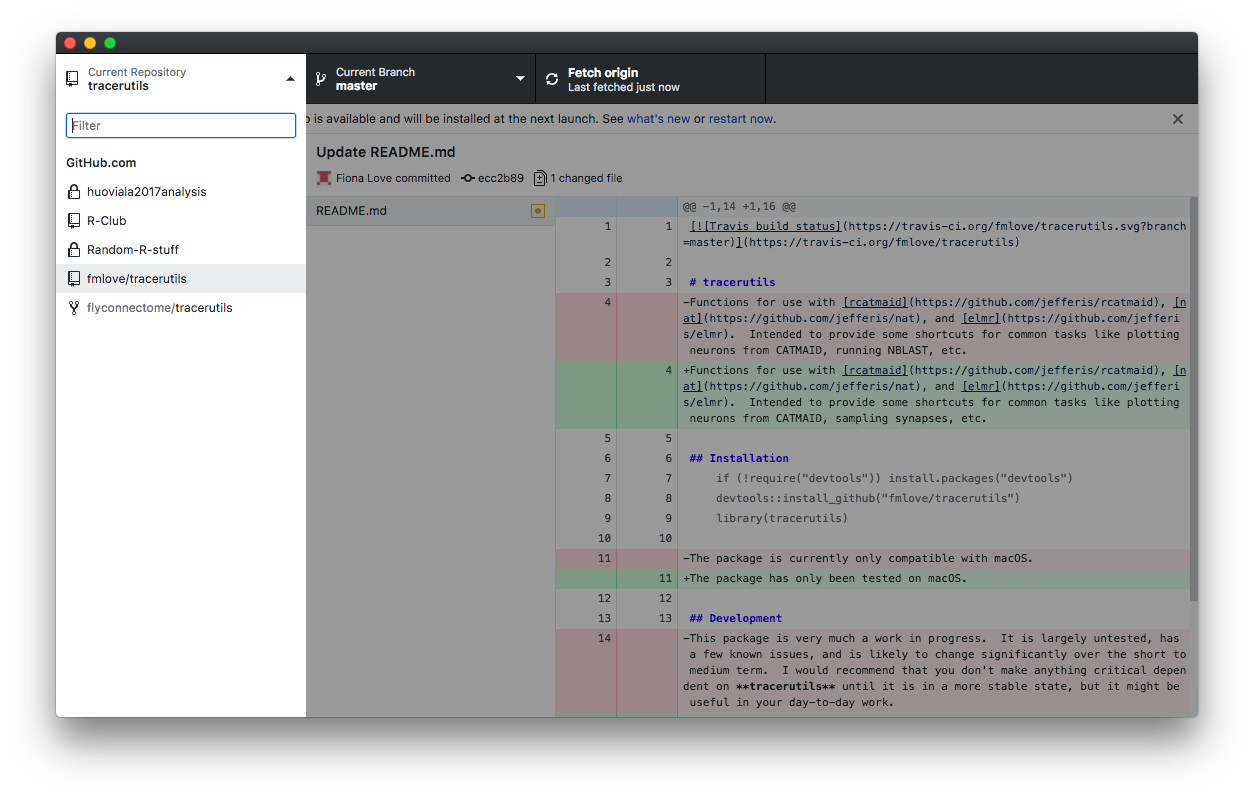 Current Repository
tracerutils
Current Branch
master
Fetch origin
Last fetched just now
Filter
GitHub.com
huoviala2017analysis
R-Club
Random-R-stuff
fmlove/tracerutils
flyconnectome/tracerutils
is available and will be installed at the next launch. See what's new or restart now.
Update README.md
Fiona Love committed ecc2b89 1 changed file
README.md
@@ -1,14 +1,16 @@
1 1 [![Travis build status](https://travis-ci.org/fmlove/tracerutils.svg?branch
=master)](https://travis-ci.org/fmlove/tracerutils)
2 2
3 3 # tracerutils
4 -Functions for use with [rcatmaid](https://github.com/jefferis/rcatmaid), [n
at](https://github.com/jefferis/nat), and [elmr](https://github.com/jefferi
s/elmr).  Intended to provide some shortcuts for common tasks like plotting
neurons from CATMAID, running NBLAST, etc.
4 +Functions for use with [rcatmaid](https://github.com/jefferis/rcatmaid), [n
at](https://github.com/jefferis/nat), and [elmr](https://github.com/jefferi
s/elmr).  Intended to provide some shortcuts for common tasks like plotting
neurons from CATMAID, sampling synapses, etc.
5 5
6 6 ## Installation
7 7 if (!require("devtools")) install.packages("devtools")
8 8 devtools::install_github("fmlove/tracerutils")
9 9 library(tracerutils)
10 10
11 -The package is currently only compatible with macOS.
11 +The package has only been tested on macOS.
12 12
13 13 ## Development
14 -This package is very much a work in progress.  It is largely untested, has
a few known issues, and is likely to change significantly over the short to
medium term.  I would recommend that you don't make anything critical depen
dent on **tracerutils** until it is in a more stable state, but it might be
useful in your day-to-day work.